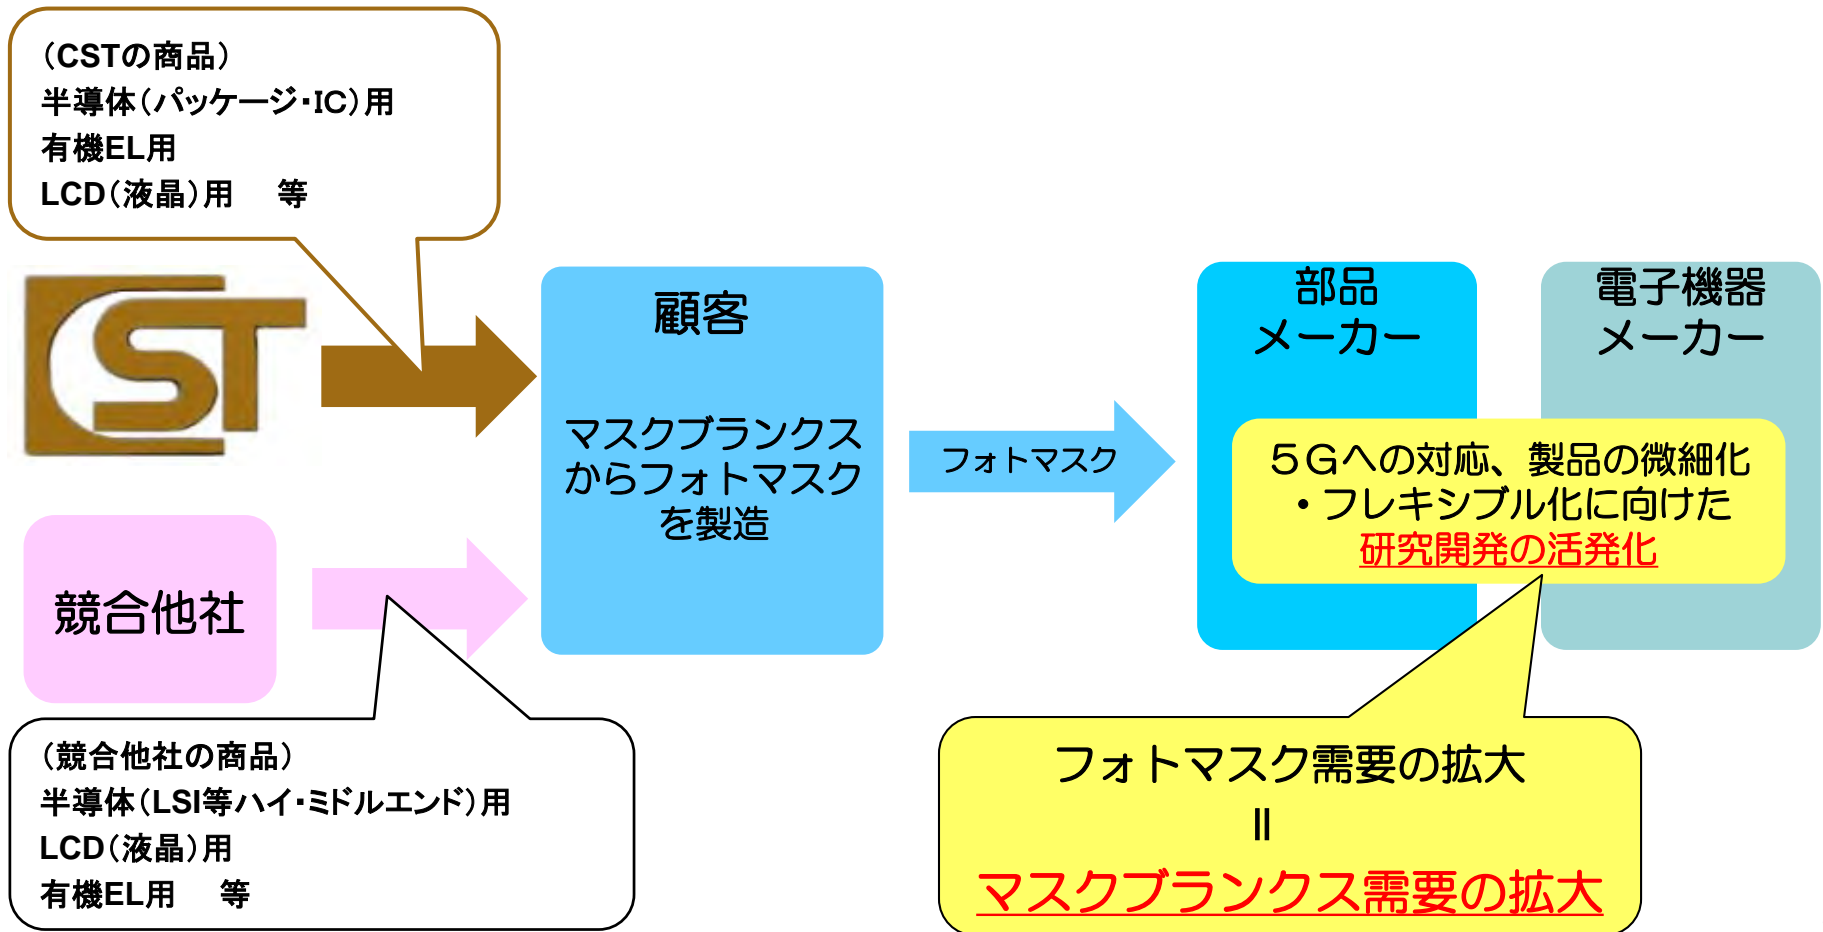 （CSTの商品）
半導体（パッケージ・IC）用
有機EL用
LCD（液晶）用　等
CST
顧客
マスクブランクス
からフォトマスク
を製造
フォトマスク
部品
メーカー
電子機器
メーカー
５Ｇへの対応、製品の微細化
・フレキシブル化に向けた
研究開発の活発化
競合他社
（競合他社の商品）
半導体（LSI等ハイ・ミドルエンド）用
LCD（液晶）用
有機EL用　等
フォトマスク需要の拡大
＝
マスクブランクス需要の拡大